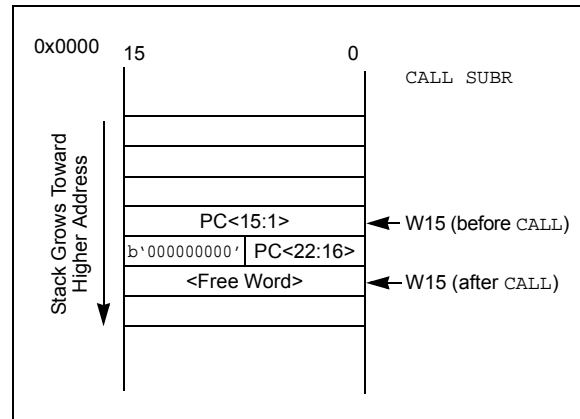 0x0000
15
0
CALL SUBR
Stack Grows Toward
Higher Address
PC<15:1>
W15 (before CALL)
b‘000000000’
PC<22:16>
<Free Word>
W15 (after CALL)